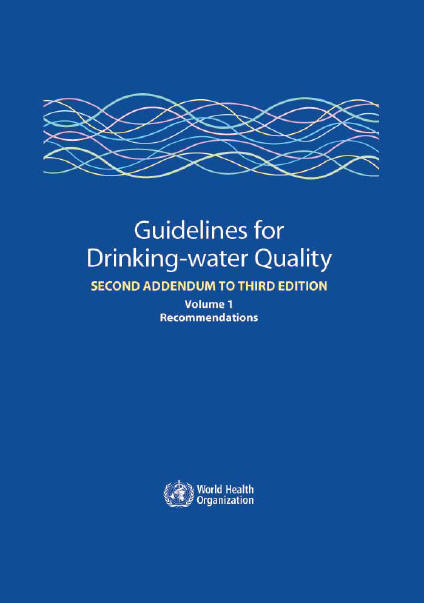 Guidelines for
Drinking-water Quality
SECOND ADDENDUM TO THIRD EDITION
Volume 1
Recommendations
World Health
Organization